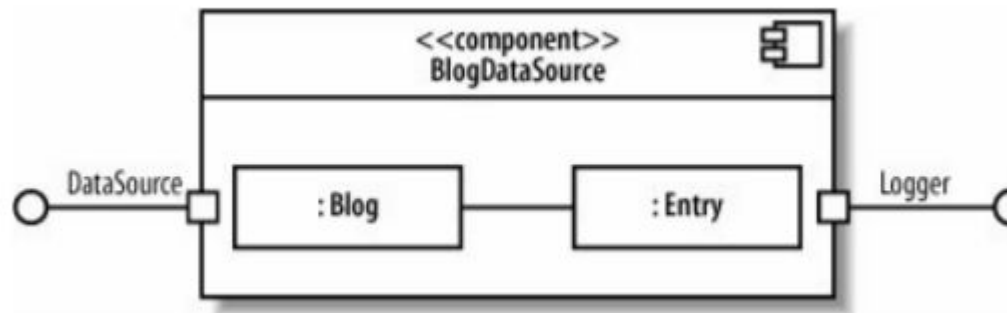 <<component>>
BlogDataSource
DataSource
: Blog
: Entry
Logger